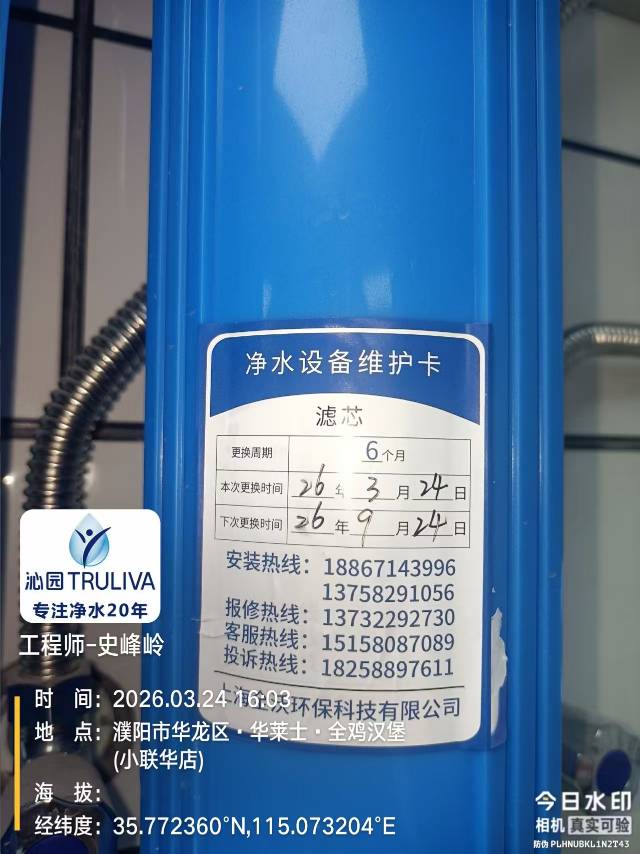 净水设备维护卡
滤芯
更换周期 6个月
本次更换时间 26年3月24日
下次更换时间 26年9月24日
安装热线：18867143996
13758291056
报修热线：13732292730
客服热线：15158087089
投诉热线：18258897611
环保科技有限公司
沁园TRULIVA
专注净水20年
工程师-史峰岭
时 间：2026.03.24 16:03
地 点：濮阳市华龙区·华莱士·全鸡汉堡
(小联华店)
海 拔：
经纬度：35.772360°N,115.073204°E
今日水印
相机 真实可验
防伪 PLHNUBKL1N2T43